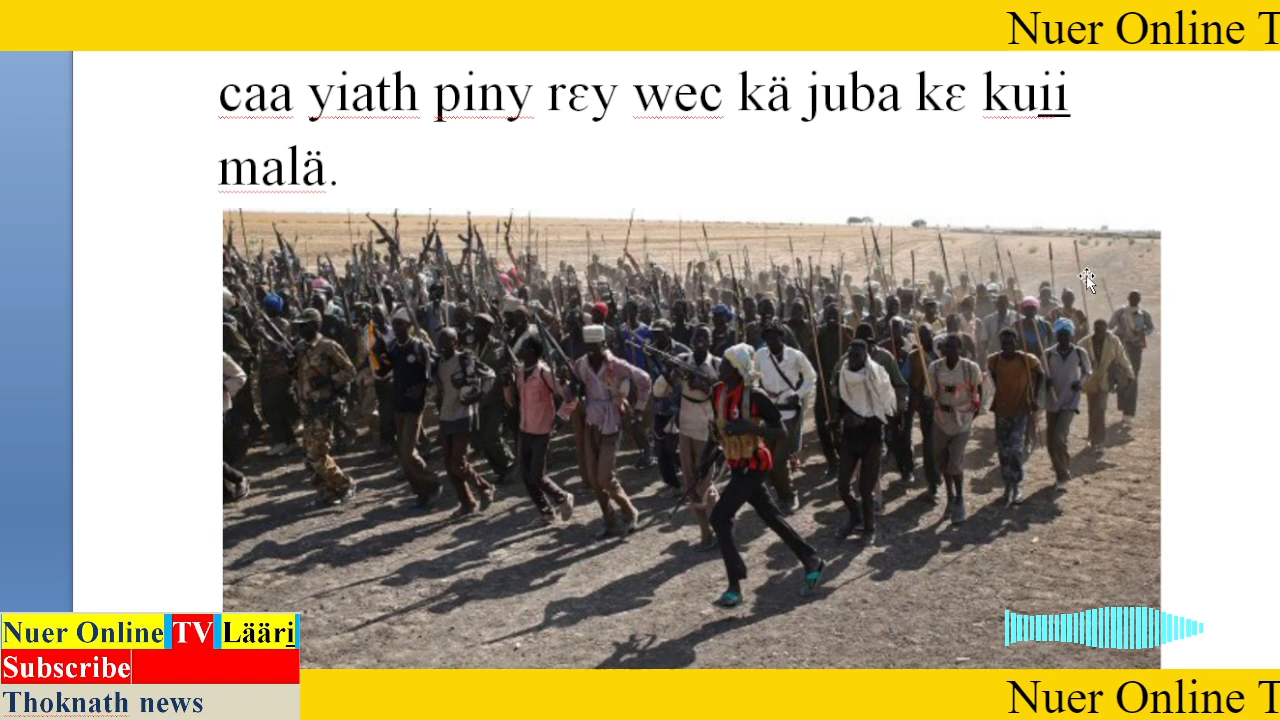 Nuer Online T
caa yiath piny rɛy wec kä juba kɛ kui̱i̱
malä.
Nuer Online TV Lääri̱
Subscribe
Thoknath news
Nuer Online T